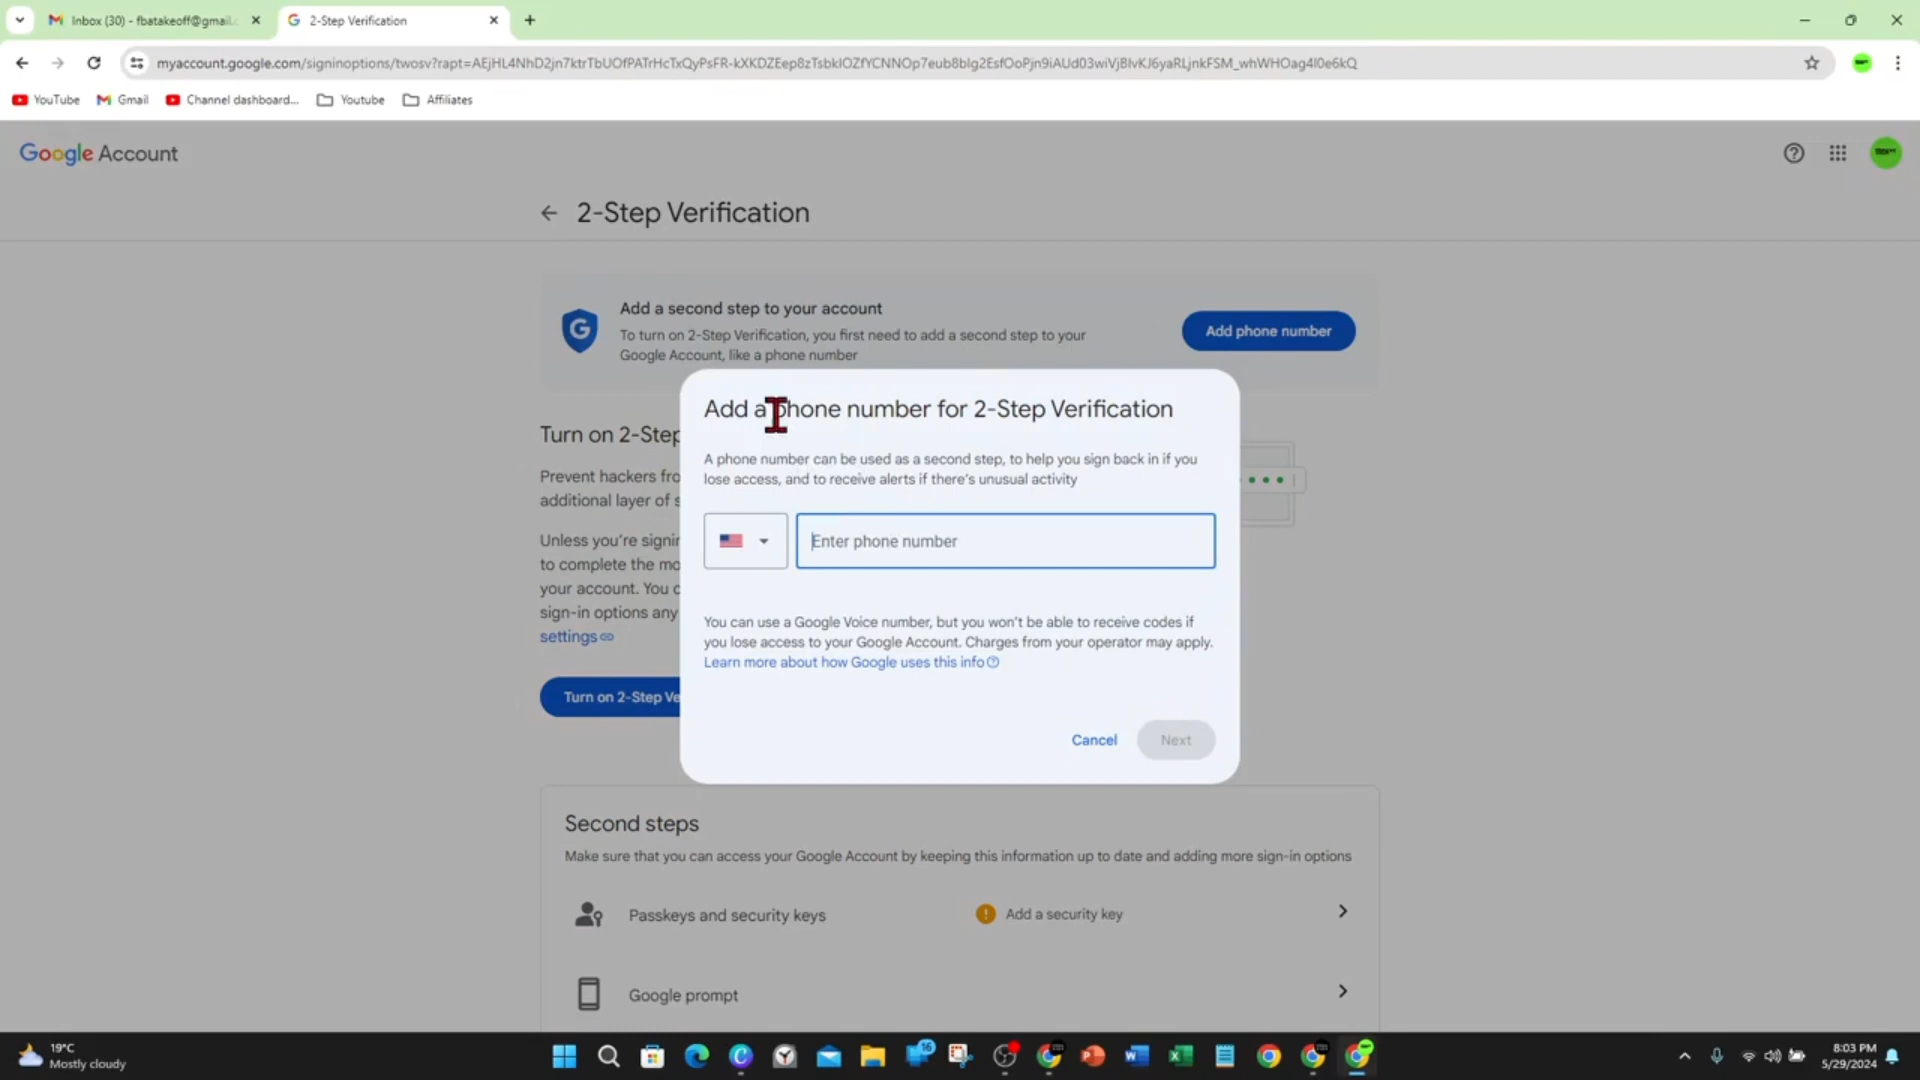 Inbox (30) - fbatakeoff@gmail.c
2-Step Verification
myaccount.google.com/signinoptions/twosv?rapt=AEjHL4NhD2jn7ktrTbUOfPATrHcTxQyPsFR-kXKDZEep8zTsbkIOZfYCNNOp7eub8bIg2EsfOoPjn9iAUd03wiVjBIvKJ6yaRLjnkFSM_whWHOag4I0e6kQ
YouTube
Gmail
Channel dashboard...
Youtube
Affiliates
Google Account
2-Step Verification
Add a second step to your account
To turn on 2-Step Verification, you first need to add a second step to your
Google Account, like a phone number
Add phone number
Turn on 2-Step
Prevent hackers fro
additional layer of s
Unless you're signir
to complete the mo
your account. You c
sign-in options any
settings
Turn on 2-Step Ve
Add a phone number for 2-Step Verification
A phone number can be used as a second step, to help you sign back in if you
lose access, and to receive alerts if there's unusual activity
Enter phone number
You can use a Google Voice number, but you won't be able to receive codes if
you lose access to your Google Account. Charges from your operator may apply.
Learn more about how Google uses this info
Cancel
Next
Second steps
Make sure that you can access your Google Account by keeping this information up to date and adding more sign-in options
Passkeys and security keys
Add a security key
Google prompt
19°C
Mostly cloudy
16
8:03 PM
5/29/2024